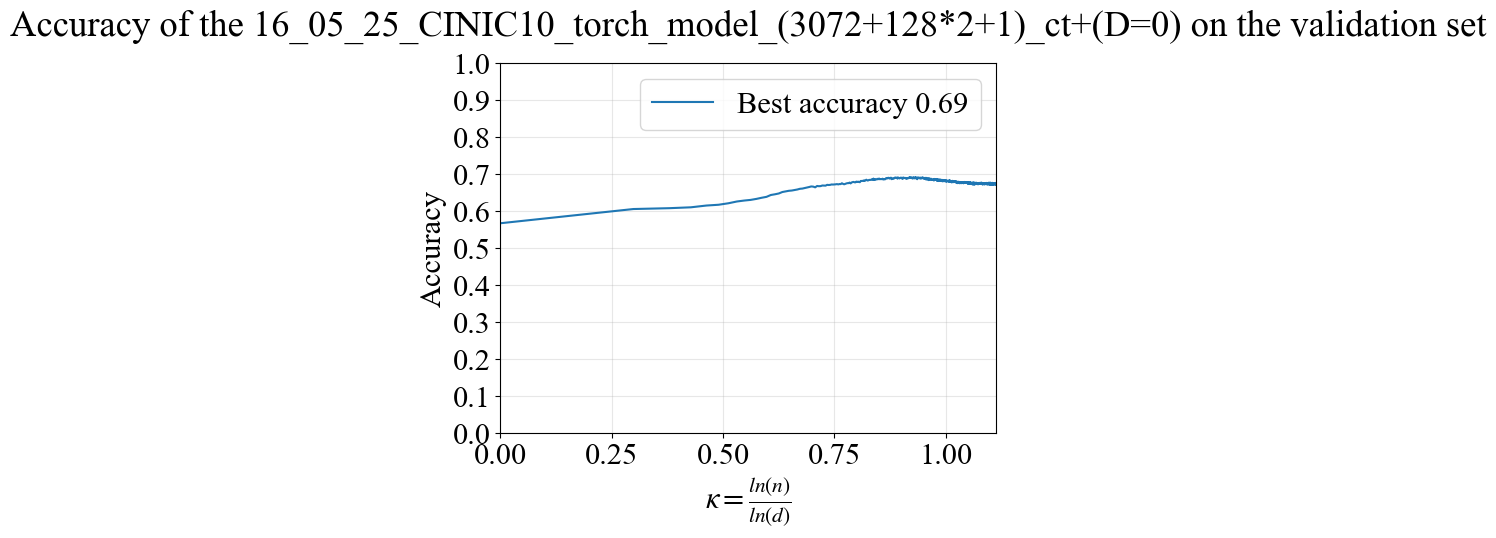 Accuracy of the 16_05_25_CINIC10_torch_model_(3072+128*2+1)_ct+(D=0) on the validation set
1.0
0.9
0.8
0.7
0.6
0.5
0.4
0.3
0.2
0.1
0.0
Accuracy
Best accuracy 0.69
0.00 0.25 0.50 0.75 1.00
κ = ln(n)/ln(d)